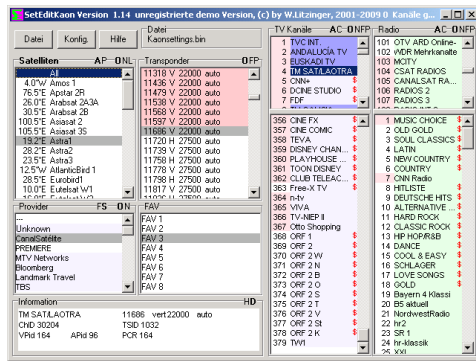 SetEditKaon Version 1.14 unregistrierte demo Version, (c) by W.Litzinger, 2001-2009 0 Kanäle g...
Datei Konfig. Hilfe
Datei
Kaonsettings.bin
Satelliten AP ONL
All
4.0°W Amos 1
76.5°E Apstar 2R
26.0°E Arabsat 2A3A
30.5°E Arabsat 2B
100.5°E Asiasat 2
105.5°E Asiasat 3S
19.2°E Astra1
28.2°E Astra2
23.5°E Astra3
12.5°W AtlanticBird 1
28.5°E Eurobird1
10.0°E Eutelsat W1
Transponder OFP
11318 V 22000 auto
11479 V 22000 auto
11538 V 22000 auto
11568 V 22000 auto
11597 V 22000 auto
11686 V 22000 auto
11720 H 27500 auto
11739 V 27500 auto
11758 H 27500 auto
11778 V 27500 auto
11798 H 27500 auto
11817 V 27500 auto
11836 H 27500 auto
Provider FS ON
---
Unknown
CanalSatélite
PREMIERE
MTV Networks
Bloomberg
Landmark Travel
TBS
FAV
FAV 1
FAV 2
FAV 3
FAV 4
FAV 5
FAV 6
FAV 7
FAV 8
Information HD
TM SAT/LAOTRA 11686 vert 22000 auto
ChID 30204 TSID 1032
VPid 164 APid 96 PCR 164
TV Kanäle AC ONFP
1 TVC INT.
2 ANDALUCÍA TV
3 EUSKADI TV
4 TM SAT/LAOTRA
5 CNN+ $
6 DCINE STUDIO $
7 FDF $
356 CINE FX $
357 CINE COMIC $
358 TEVA $
359 DISNEY CHAN... $
360 PLAYHOUSE ... $
361 TOON DISNEY $
362 CLUB TELEAC... $
363 Free-X TV $
364 n-tv
365 VIVA
366 TV-NEP II
367 Otto Shopping
368 ORF 1 $
369 ORF 2 $
370 ORF 2 W $
371 ORF 2 N $
372 ORF 2 B $
373 ORF 2 O $
374 ORF 2 S $
375 ORF 2 T $
376 ORF 2 V $
377 ORF 2 St $
378 ORF 2 K $
379 TW1
Radio AC ONFP
101 OTV ARD Online-
102 WDR Mehrkanalte
103 MCITY
104 CSAT RADIOS
105 CANALSAT RA...
106 RADIOS 2
107 RADIOS 3
1 MUSIC CHOICE $
2 OLD GOLD $
3 SOUL CLASSICS $
4 LATIN $
5 NEW COUNTRY $
6 COUNTRY $
7 CNN Radio
8 HITLISTE $
9 DEUTSCHE HITS $
10 ALTERNATIVE ... $
11 HARD ROCK $
12 CLASSIC ROCK $
13 HIP HOP/R&B $
14 DANCE $
15 COOL & EASY $
16 SCHLAGER $
17 LOVE SONGS $
18 GOLD $
19 Bayern 4 Klassi
20 B5 aktuell
21 NordwestRadio
22 hr2
23 SR 1
24 hr-klassik
25 XXL